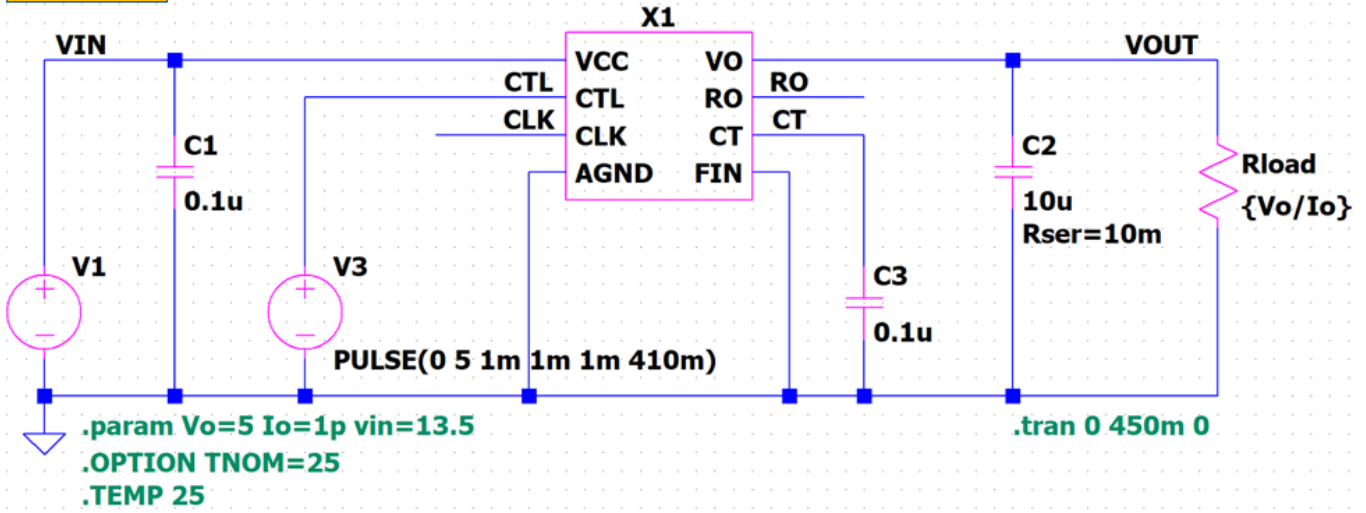 X1
VIN
VOUT
VCC
VO
CTL
CTL
RO
RO
CLK
CLK
CT
CT
AGND
FIN
C1
0.1u
C2
10u
Rser=10m
Rload
{Vo/Io}
V1
V3
C3
0.1u
PULSE(0 5 1m 1m 1m 410m)
.param Vo=5 Io=1p vin=13.5
.OPTION TNOM=25
.TEMP 25
.tran 0 450m 0